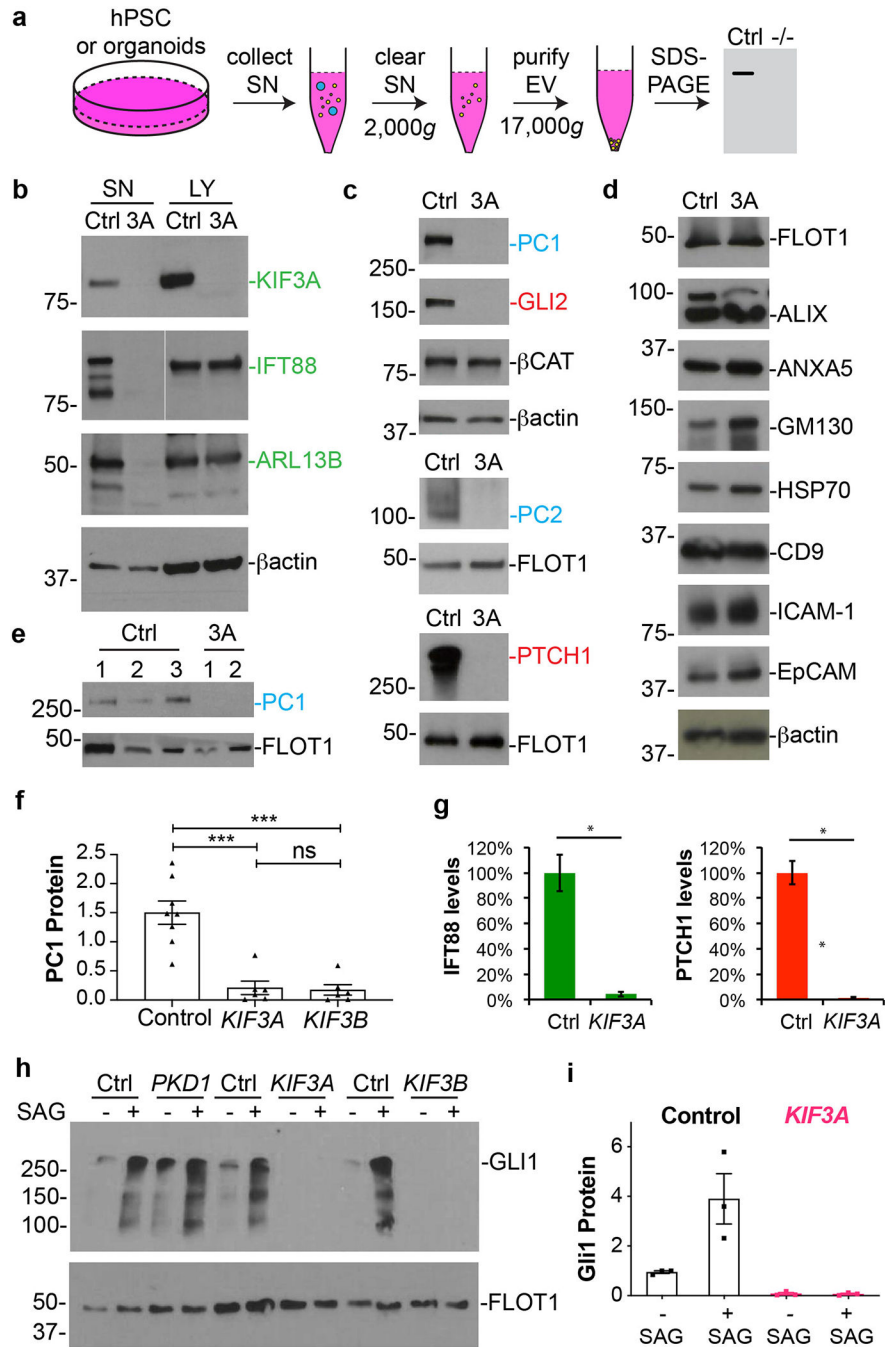 a
hPSC
or organoids
collect
SN
clear
SN
2,000g
purify
EV
17,000g
SDS-
PAGE
Ctrl -/-
b
SN LY
Ctrl 3A Ctrl 3A
75-
-KIF3A
75-
-IFT88
50-
-ARL13B
37-
-βactin
c
Ctrl 3A
250-
-PC1
150-
-GLI2
75-
-βCAT
37-
-βactin
Ctrl 3A
100-
-PC2
50-
-FLOT1
Ctrl 3A
250-
-PTCH1
50-
-FLOT1
d
Ctrl 3A
50-
-FLOT1
100-
-ALIX
37-
-ANXA5
150-
-GM130
75-
-HSP70
37-
-CD9
75-
-ICAM-1
37-
-EpCAM
37-
-βactin
e
Ctrl 3A
1 2 3 1 2
250-
-PC1
50-
-FLOT1
f
***
***
ns
PC1 Protein
2.5
2.0
1.5
1.0
0.5
0.0
Control KIF3A KIF3B
g
*
IFT88 levels
120%
100%
80%
60%
40%
20%
0%
Ctrl KIF3A
*
*
PTCH1 levels
120%
100%
80%
60%
40%
20%
0%
Ctrl KIF3A
h
Ctrl PKD1 Ctrl KIF3A Ctrl KIF3B
SAG - + - + - + - + - + - +
250-
150-
100-
-GLI1
50-
37-
-FLOT1
i
Control KIF3A
Gli1 Protein
6
4
2
0
- + - +
SAG SAG SAG SAG